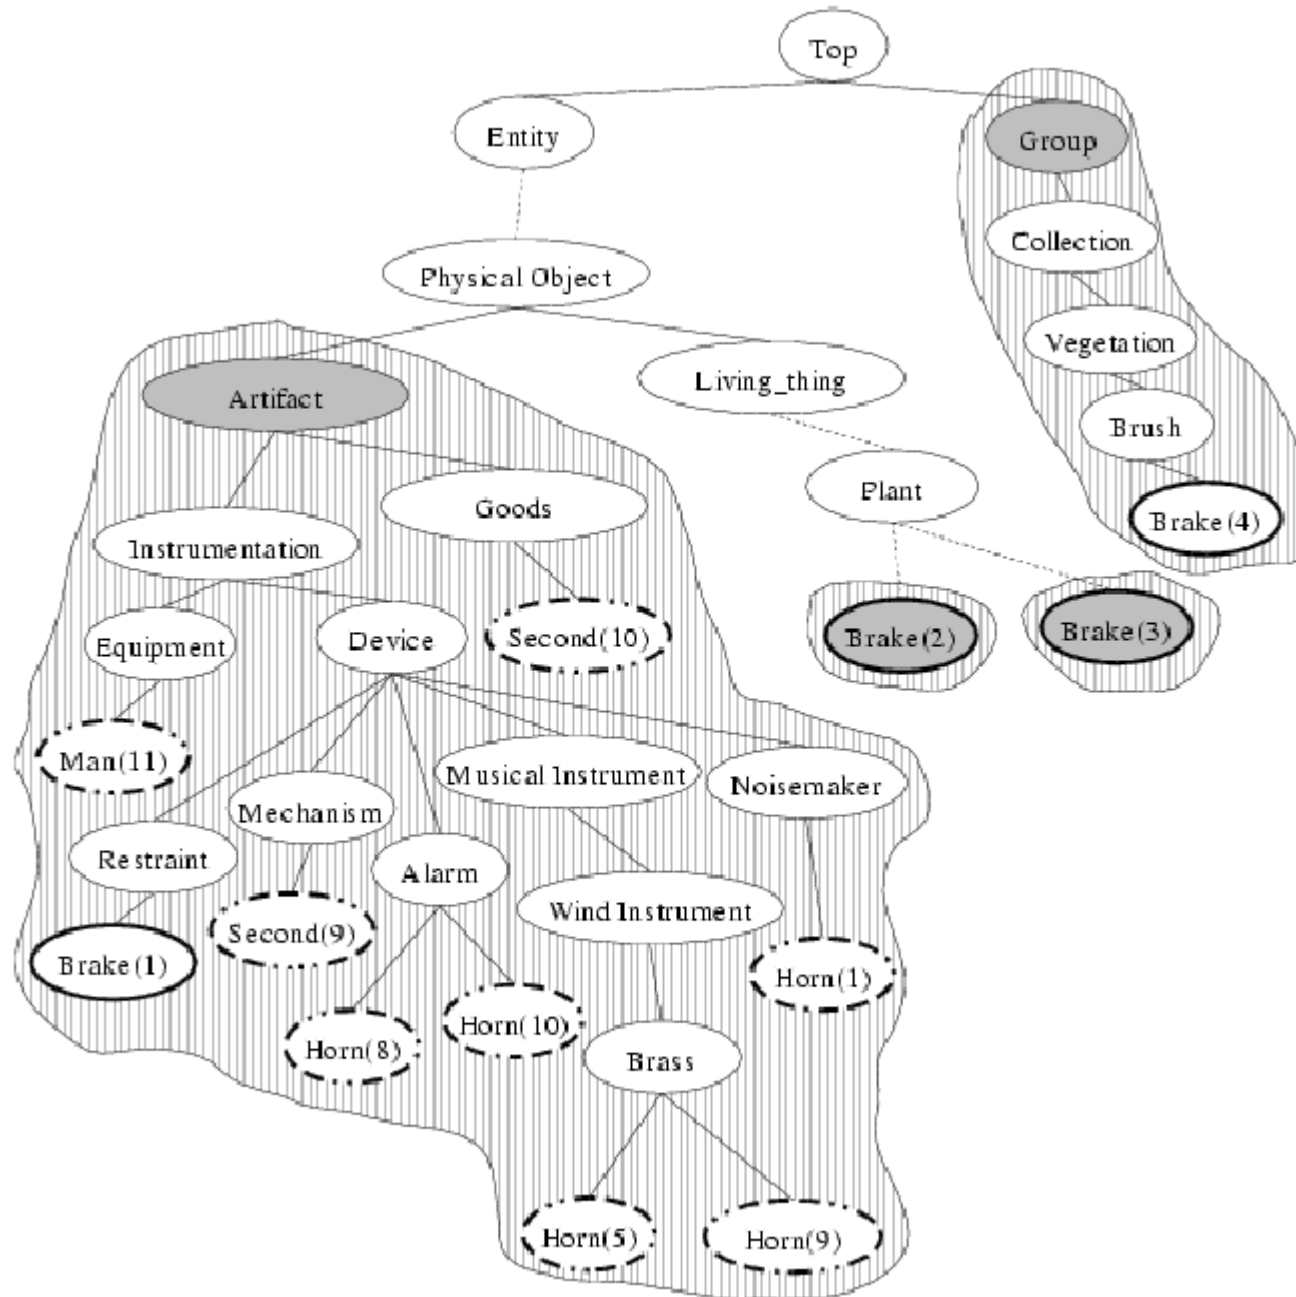 Top
Entity
Group
Collection
Physical Object
Vegetation
Living_thing
Artifact
Brush
Plant
Goods
Brake(4)
Instrumentation
Second(10)
Brake(2)
Brake(3)
Equipment
Device
Man(11)
Musical Instrument
Noisemaker
Mechanism
Restraint
Alarm
Wind Instrument
Second(9)
Brake(1)
Horn(1)
Horn(10)
Horn(8)
Brass
Horn(5)
Horn(9)